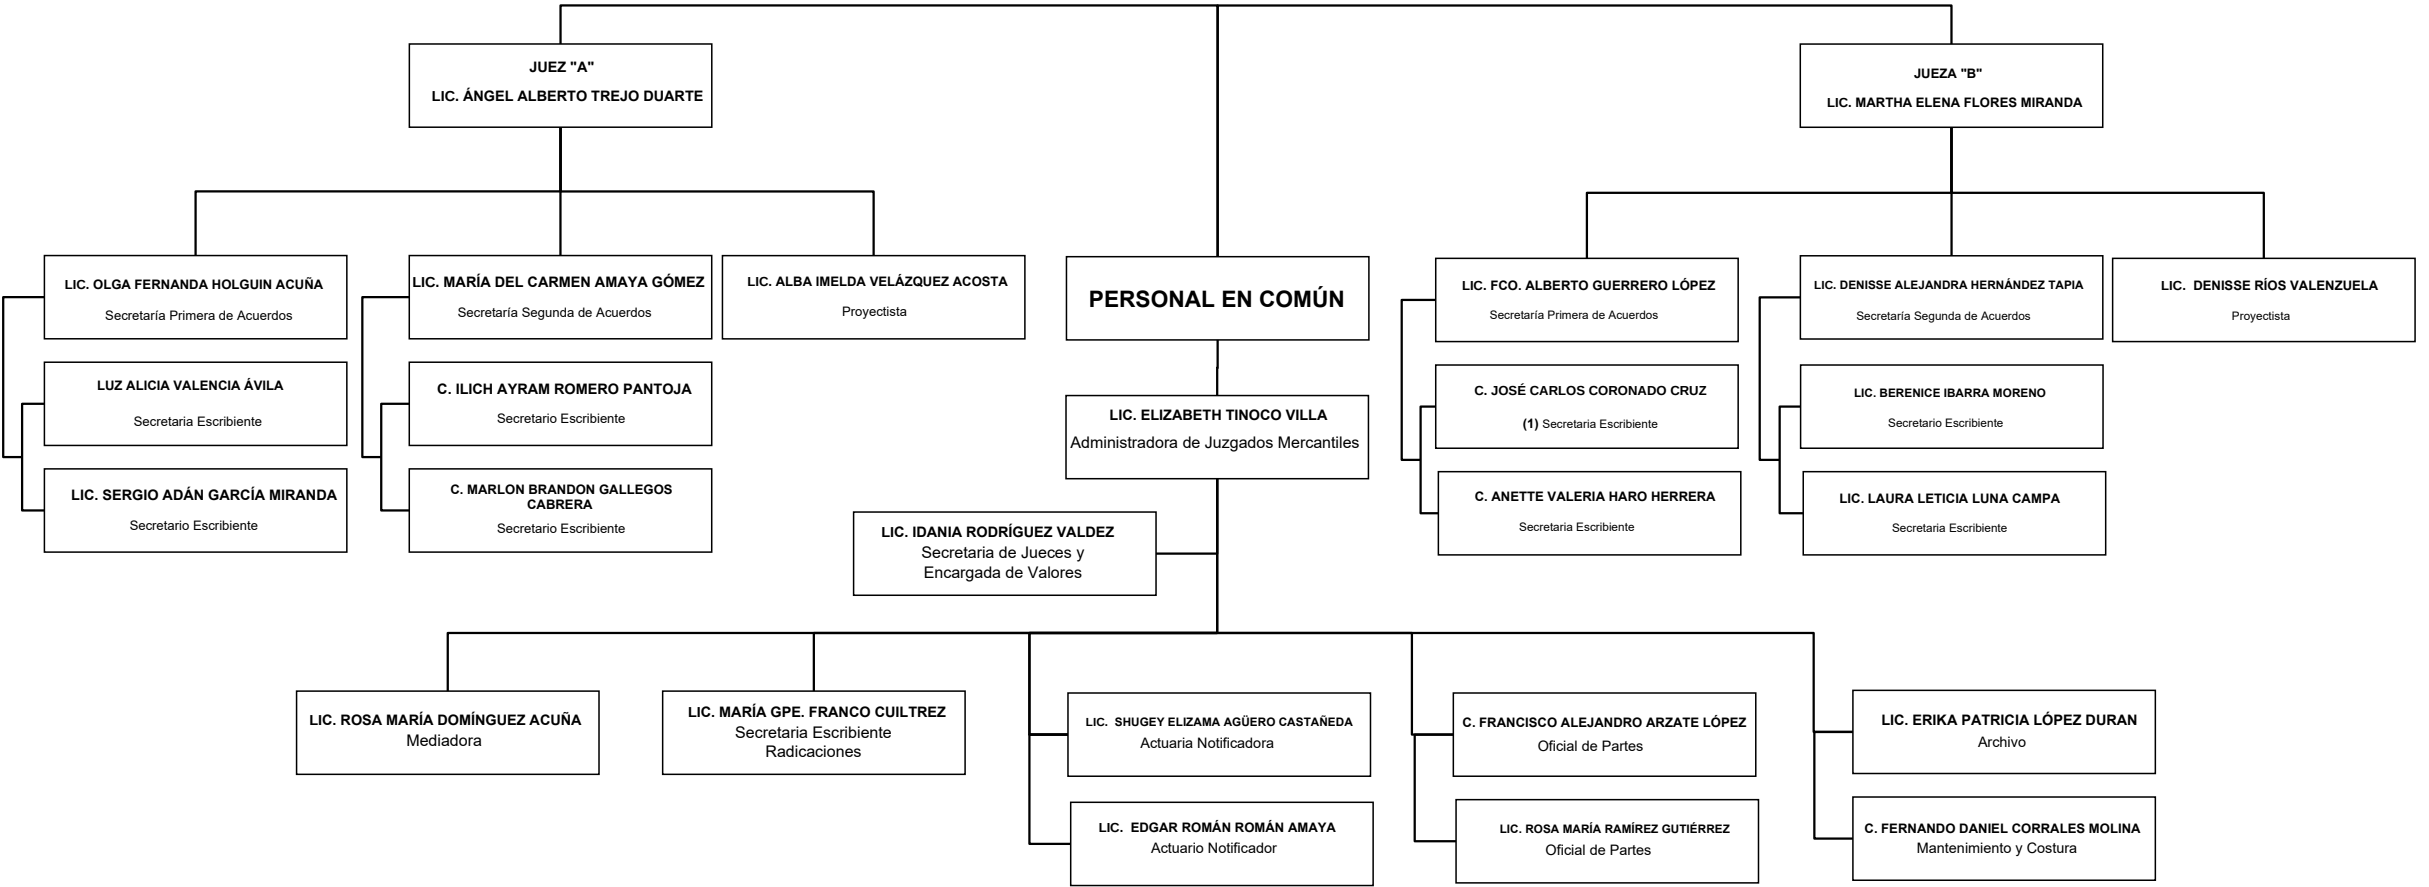 JUEZ "A"
LIC. ÁNGEL ALBERTO TREJO DUARTE
JUEZA "B"
LIC. MARTHA ELENA FLORES MIRANDA
LIC. OLGA FERNANDA HOLGUIN ACUÑA
Secretaría Primera de Acuerdos
LUZ ALICIA VALENCIA ÁVILA
Secretaria Escribiente
LIC. SERGIO ADÁN GARCÍA MIRANDA
Secretario Escribiente
LIC. MARÍA DEL CARMEN AMAYA GÓMEZ
Secretaría Segunda de Acuerdos
C. ILICH AYRAM ROMERO PANTOJA
Secretario Escribiente
C. MARLON BRANDON GALLEGOS
CABRERA
Secretario Escribiente
LIC. ALBA IMELDA VELÁZQUEZ ACOSTA
Proyectista
PERSONAL EN COMÚN
LIC. ELIZABETH TINOCO VILLA
Administradora de Juzgados Mercantiles
LIC. IDANIA RODRÍGUEZ VALDEZ
Secretaria de Jueces y
Encargada de Valores
LIC. FCO. ALBERTO GUERRERO LÓPEZ
Secretaría Primera de Acuerdos
C. JOSÉ CARLOS CORONADO CRUZ
(1) Secretaria Escribiente
C. ANETTE VALERIA HARO HERRERA
Secretaria Escribiente
LIC. DENISSE ALEJANDRA HERNÁNDEZ TAPIA
Secretaría Segunda de Acuerdos
LIC. BERENICE IBARRA MORENO
Secretario Escribiente
LIC. LAURA LETICIA LUNA CAMPA
Secretaria Escribiente
LIC. DENISSE RÍOS VALENZUELA
Proyectista
LIC. ROSA MARÍA DOMÍNGUEZ ACUÑA
Mediadora
LIC. MARÍA GPE. FRANCO CUILTREZ
Secretaria Escribiente
Radicaciones
LIC. SHUGEY ELIZAMA AGÜERO CASTAÑEDA
Actuaria Notificadora
LIC. EDGAR ROMÁN ROMÁN AMAYA
Actuario Notificador
C. FRANCISCO ALEJANDRO ARZATE LÓPEZ
Oficial de Partes
LIC. ROSA MARÍA RAMÍREZ GUTIÉRREZ
Oficial de Partes
LIC. ERIKA PATRICIA LÓPEZ DURAN
Archivo
C. FERNANDO DANIEL CORRALES MOLINA
Mantenimiento y Costura